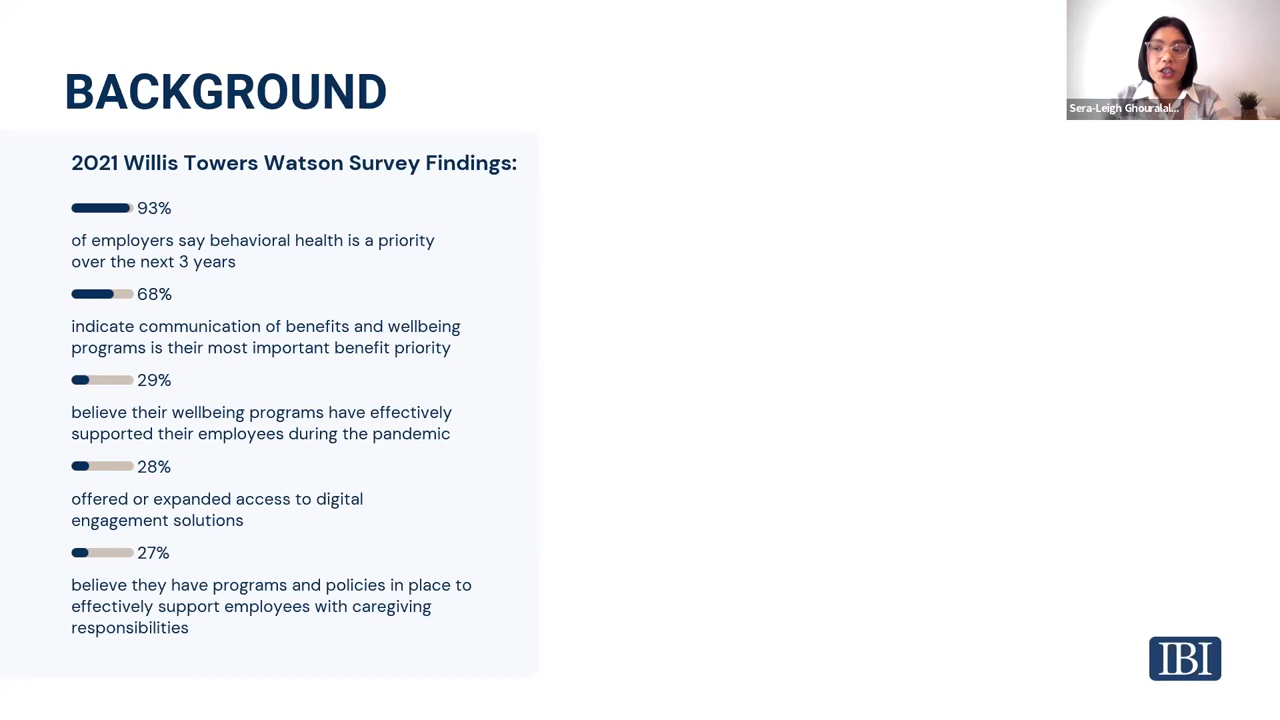 BACKGROUND
2021 Willis Towers Watson Survey Findings:
93%
of employers say behavioral health is a priority
over the next 3 years
68%
indicate communication of benefits and wellbeing
programs is their most important benefit priority
29%
believe their wellbeing programs have effectively
supported their employees during the pandemic
28%
offered or expanded access to digital
engagement solutions
27%
believe they have programs and policies in place to
effectively support employees with caregiving
responsibilities
Sera-Leigh Ghouralal...
IBI